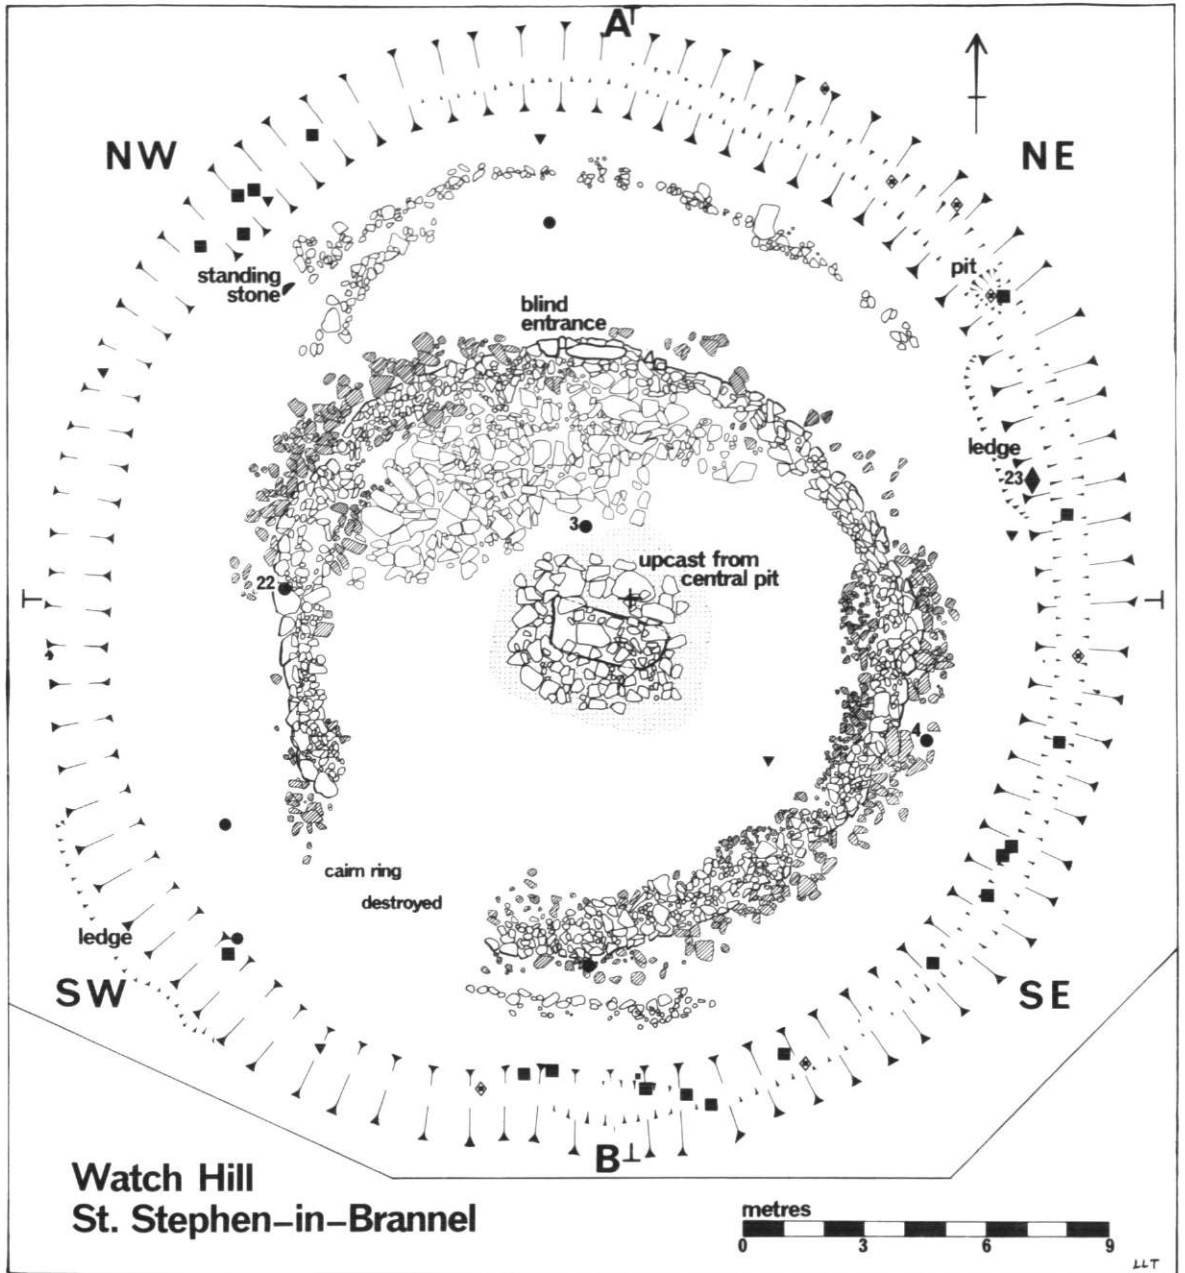 A
NW
NE
standing
stone
pit
blind
entrance
ledge
23
3
upcast from
central pit
22
4
cairn ring
destroyed
ledge
SW
SE
B
Watch Hill
St. Stephen-in-Brannel
metres
0 3 6 9
LLT